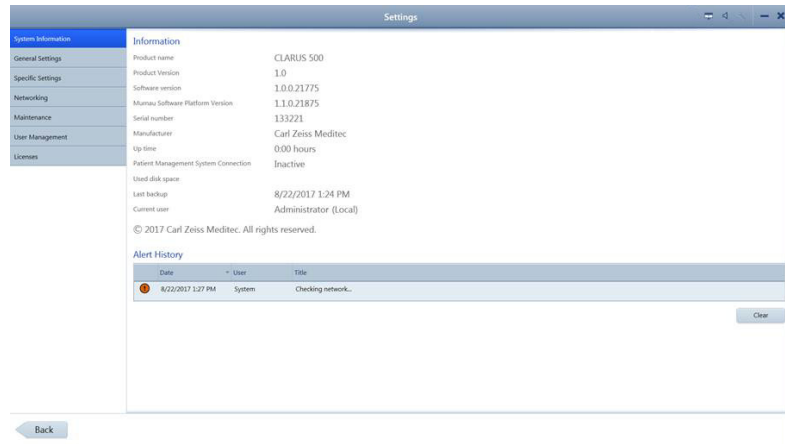 Settings
System Information
General Settings
Specific Settings
Networking
Maintenance
User Management
Licenses
Information
Product name CLARUS 500
Product Version 1.0
Software version 1.0.0.21775
Murnau Software Platform Version 1.1.0.21875
Serial number 133221
Manufacturer Carl Zeiss Meditec
Up time 0:00 hours
Patient Management System Connection Inactive
Used disk space
Last backup 8/22/2017 1:24 PM
Current user Administrator (Local)
© 2017 Carl Zeiss Meditec. All rights reserved.
Alert History
Date User Title
8/22/2017 1:27 PM System Checking network...
Clear
Back